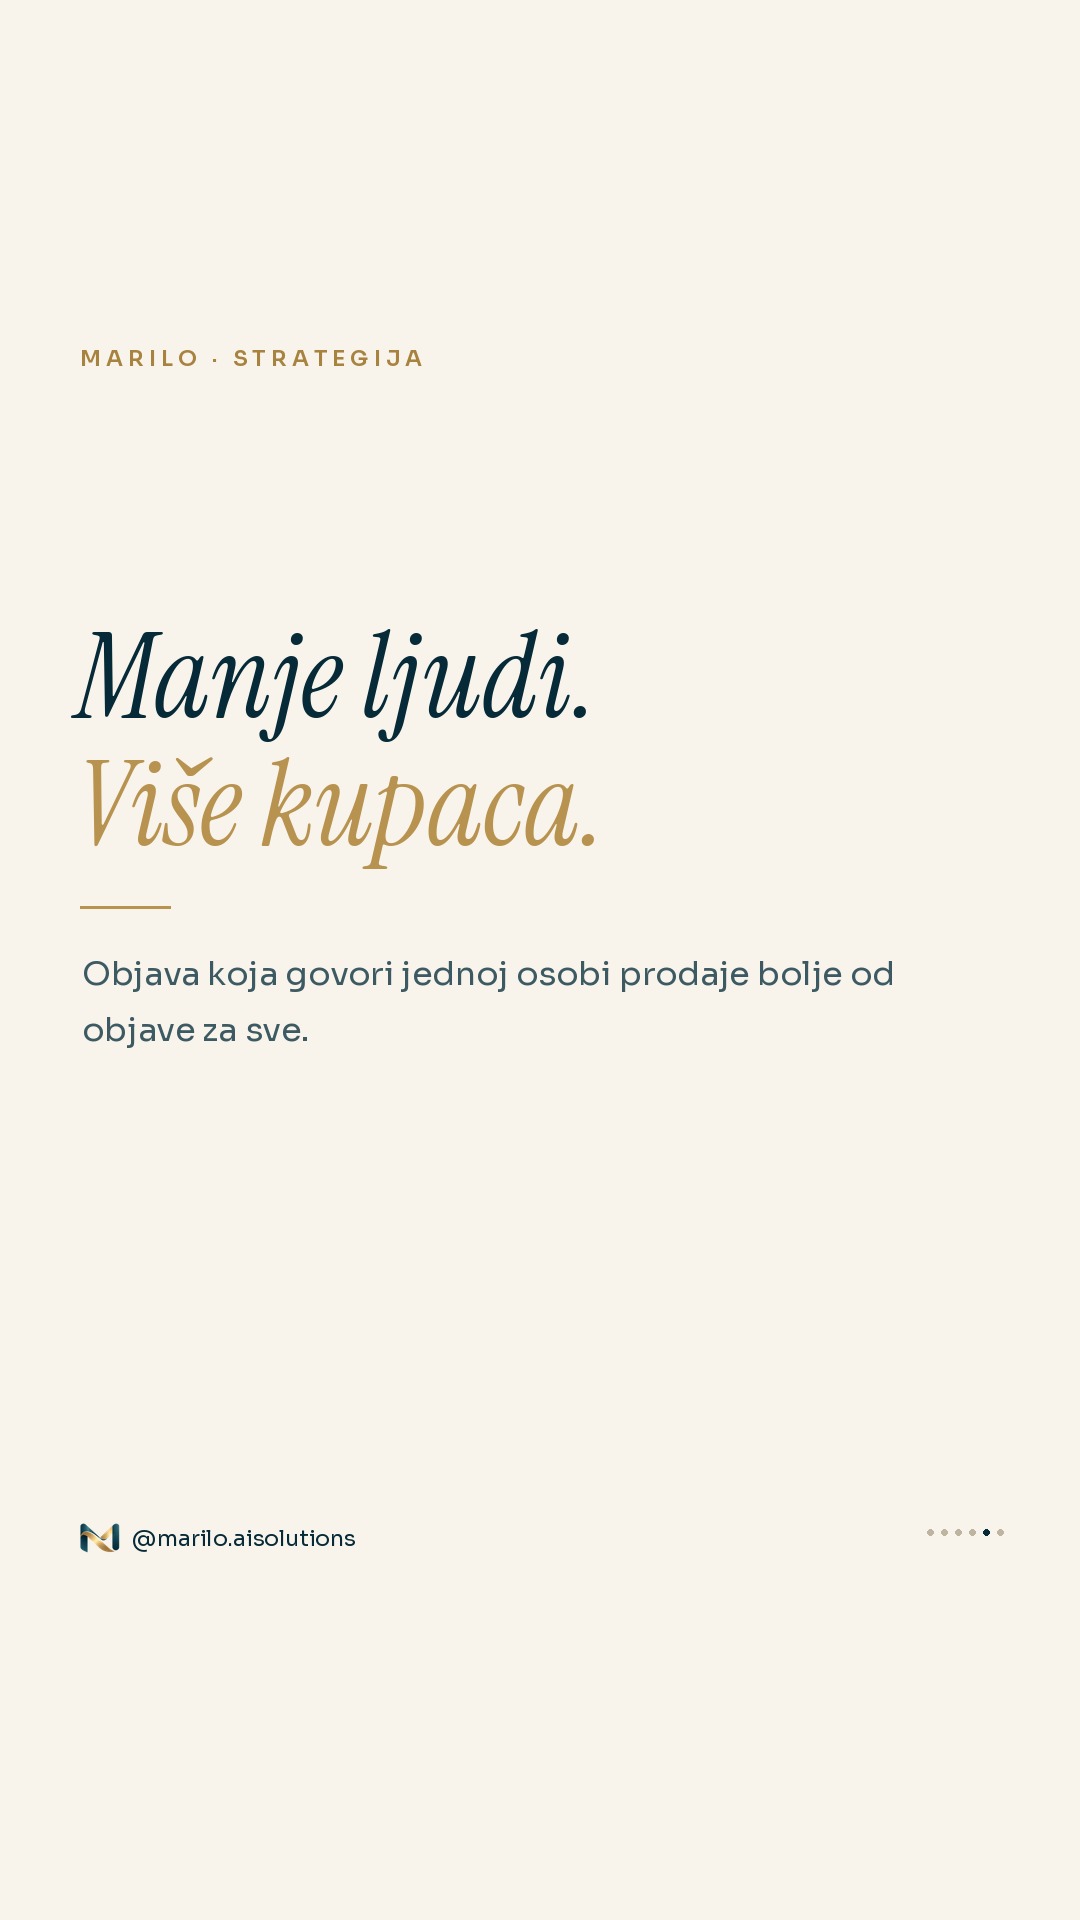 MARILO · STRATEGIJA
Manje ljudi.
Više kupaca.
Objava koja govori jednoj osobi prodaje bolje od
objave za sve.
@marilo.aisolutions